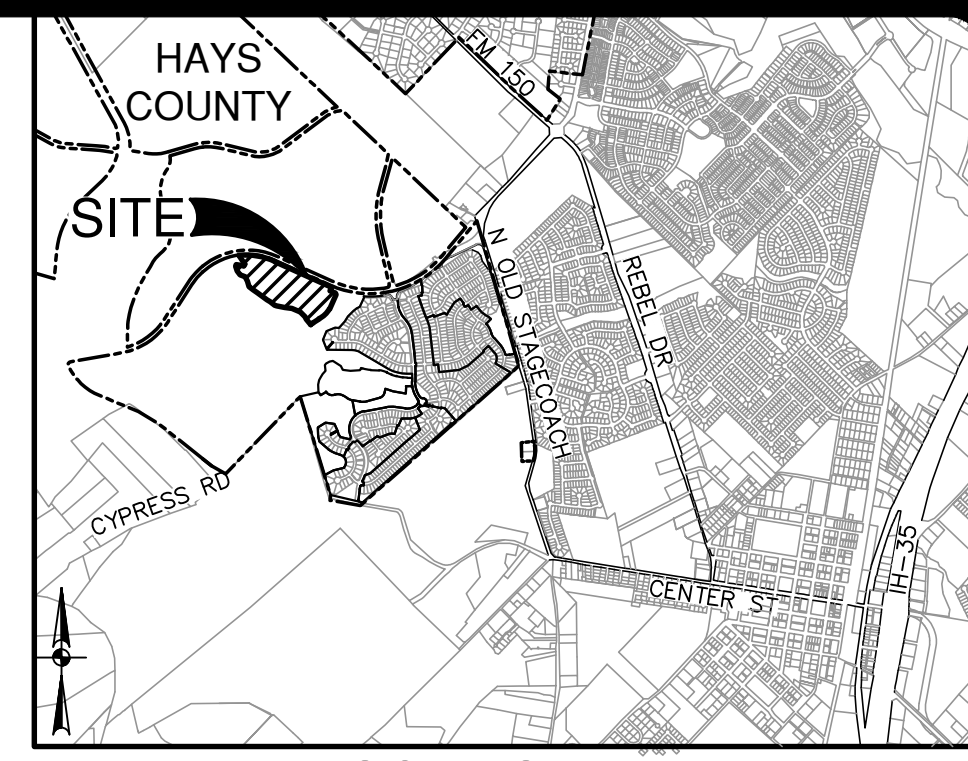 HAYS
COUNTY
FM 150
SITE
N OLD STAGECOACH
REBEL DR
CYPRESS RD
CENTER ST
IH-35